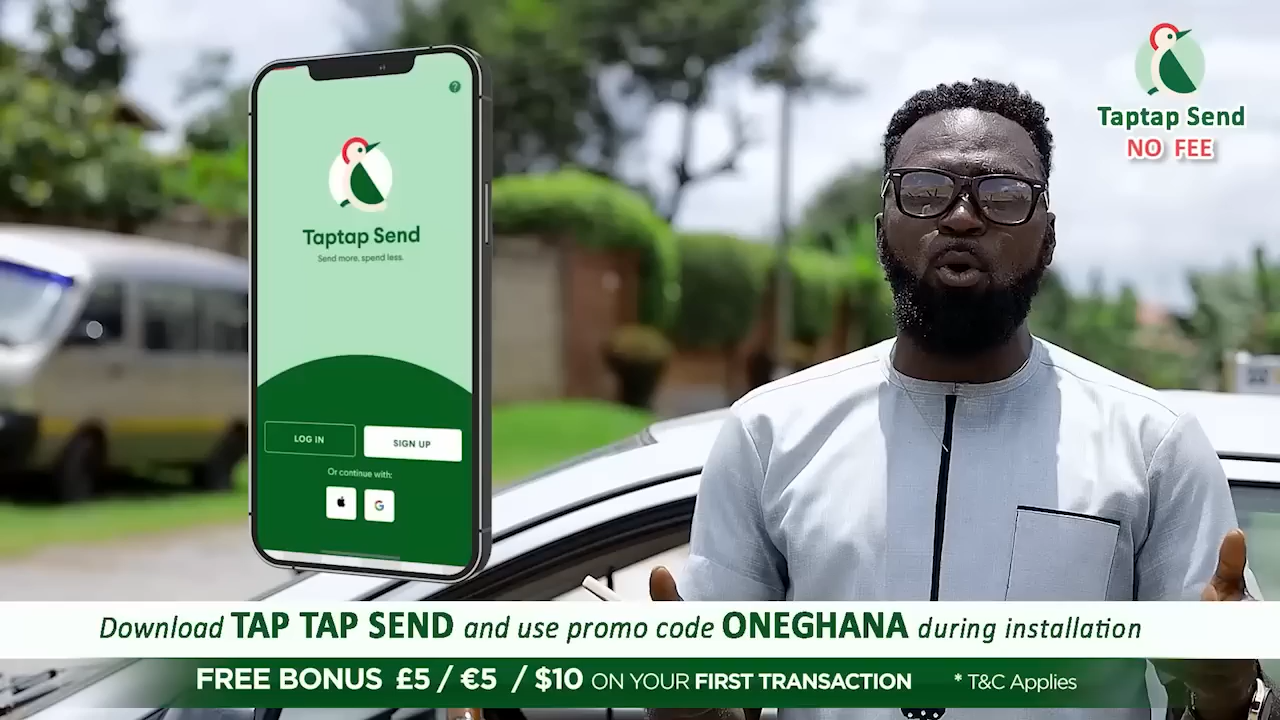 Taptap Send
NO FEE
?
Taptap Send
Send more, spend less.
LOG IN
SIGN UP
Or continue with:
G
Download TAP TAP SEND and use promo code ONEGHANA during installation
FREE BONUS £5 / €5 / $10 ON YOUR FIRST TRANSACTION * T&C Applies